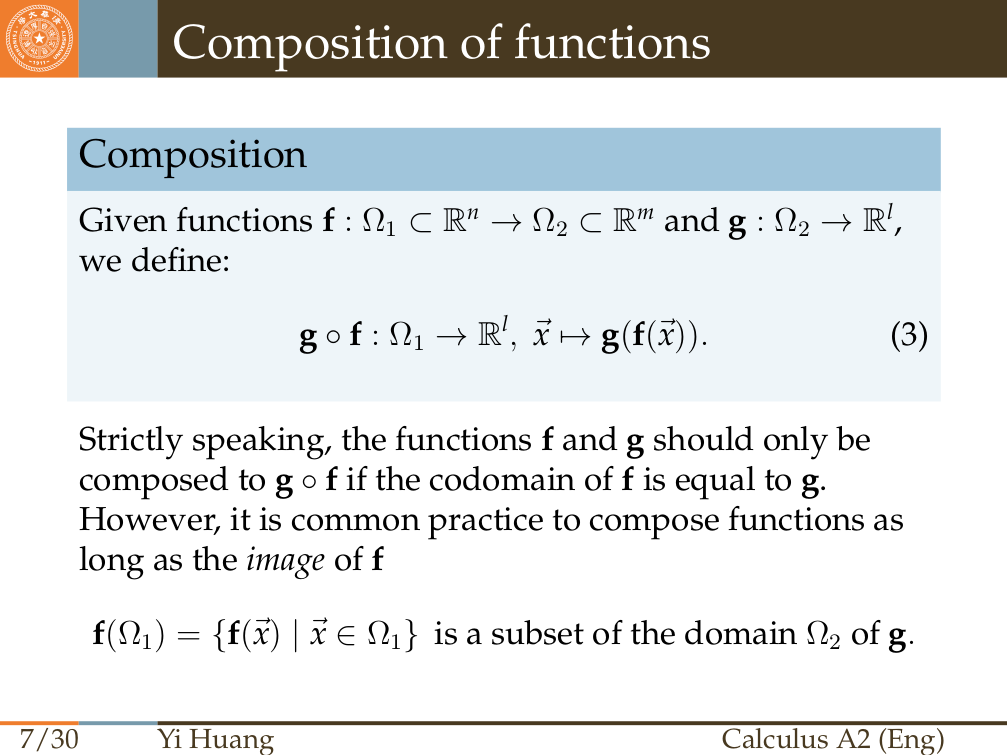 Composition of functions
Composition
Given functions f : Ω₁ ⊂ ℝⁿ → Ω₂ ⊂ ℝᵐ and g : Ω₂ → ℝˡ,
we define:
g ∘ f : Ω₁ → ℝˡ, x⃗ ↦ g(f(x⃗)). (3)
Strictly speaking, the functions f and g should only be
composed to g ∘ f if the codomain of f is equal to g.
However, it is common practice to compose functions as
long as the image of f
f(Ω₁) = {f(x⃗) | x⃗ ∈ Ω₁} is a subset of the domain Ω₂ of g.
7/30 Yi Huang Calculus A2 (Eng)